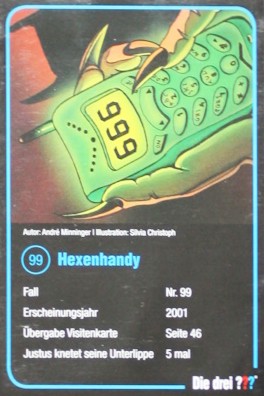 666
Autor: André Minninger | Illustration: Silvia Christoph
99 Hexenhandy
Fall Nr. 99
Erscheinungsjahr 2001
Übergabe Visitenkarte Seite 46
Justus knetet seine Unterlippe 5 mal
Die drei ???